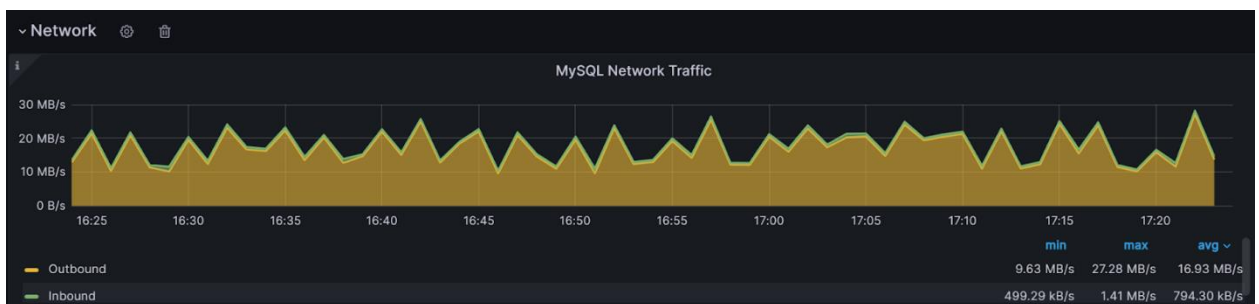 Network
i
MySQL Network Traffic
30 MB/s
20 MB/s
10 MB/s
0 B/s
16:25 16:30 16:35 16:40 16:45 16:50 16:55 17:00 17:05 17:10 17:15 17:20
min max avg
Outbound 9.63 MB/s 27.28 MB/s 16.93 MB/s
Inbound 499.29 kB/s 1.41 MB/s 794.30 kB/s